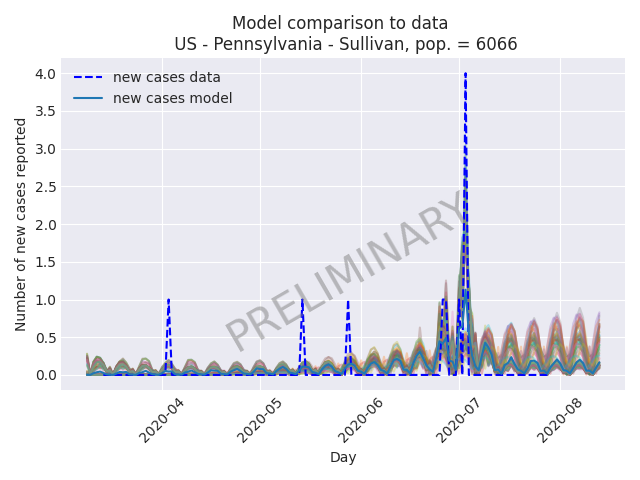 Model comparison to data
US - Pennsylvania - Sullivan, pop. = 6066
4.0
3.5
3.0
2.5
2.0
1.5
1.0
0.5
0.0
Number of new cases reported
new cases data
new cases model
PRELIMINARY
2020-04
2020-05
2020-06
2020-07
2020-08
Day